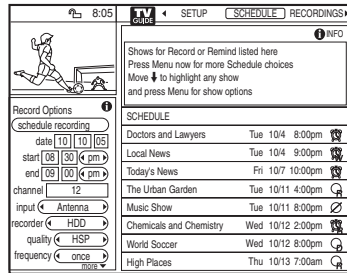 8:05
TV GUIDE SETUP SCHEDULE RECORDINGS
INFO
Shows for Record or Remind listed here
Press Menu now for more Schedule choices
Move to highlight any show
and press Menu for show options
Record Options
schedule recording
date 10 10 05
start 08 30 pm
end 09 00 pm
channel 12
input Antenna
recorder HDD
quality HSP
frequency once
more
SCHEDULE
Doctors and Lawyers Tue 10/4 8:00pm
Local News Tue 10/4 9:00pm
Today's News Fri 10/7 10:00pm
The Urban Garden Tue 10/11 4:00pm
Music Show Tue 10/11 8:00pm
Chemicals and Chemistry Wed 10/12 2:00pm
World Soccer Wed 10/12 8:00pm
High Places Thu 10/13 7:00am